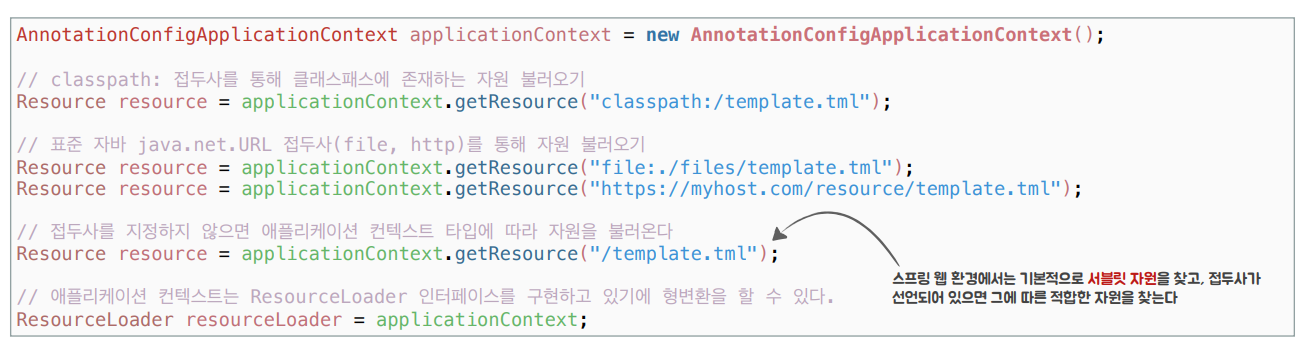 AnnotationConfigApplicationContext applicationContext = new AnnotationConfigApplicationContext();
// classpath: 접두사를 통해 클래스패스에 존재하는 자원 불러오기
Resource resource = applicationContext.getResource("classpath:/template.tml");
// 표준 자바 java.net.URL 접두사(file, http)를 통해 자원 불러오기
Resource resource = applicationContext.getResource("file:./files/template.tml");
Resource resource = applicationContext.getResource("https://myhost.com/resource/template.tml");
// 접두사를 지정하지 않으면 애플리케이션 컨텍스트 타입에 따라 자원을 불러온다
Resource resource = applicationContext.getResource("/template.tml");
스프링 웹 환경에서는 기본적으로 서블릿 자원을 찾고, 접두사가
선언되어 있으면 그에 따른 적합한 자원을 찾는다
// 애플리케이션 컨텍스트는 ResourceLoader 인터페이스를 구현하고 있기에 형변환을 할 수 있다.
ResourceLoader resourceLoader = applicationContext;